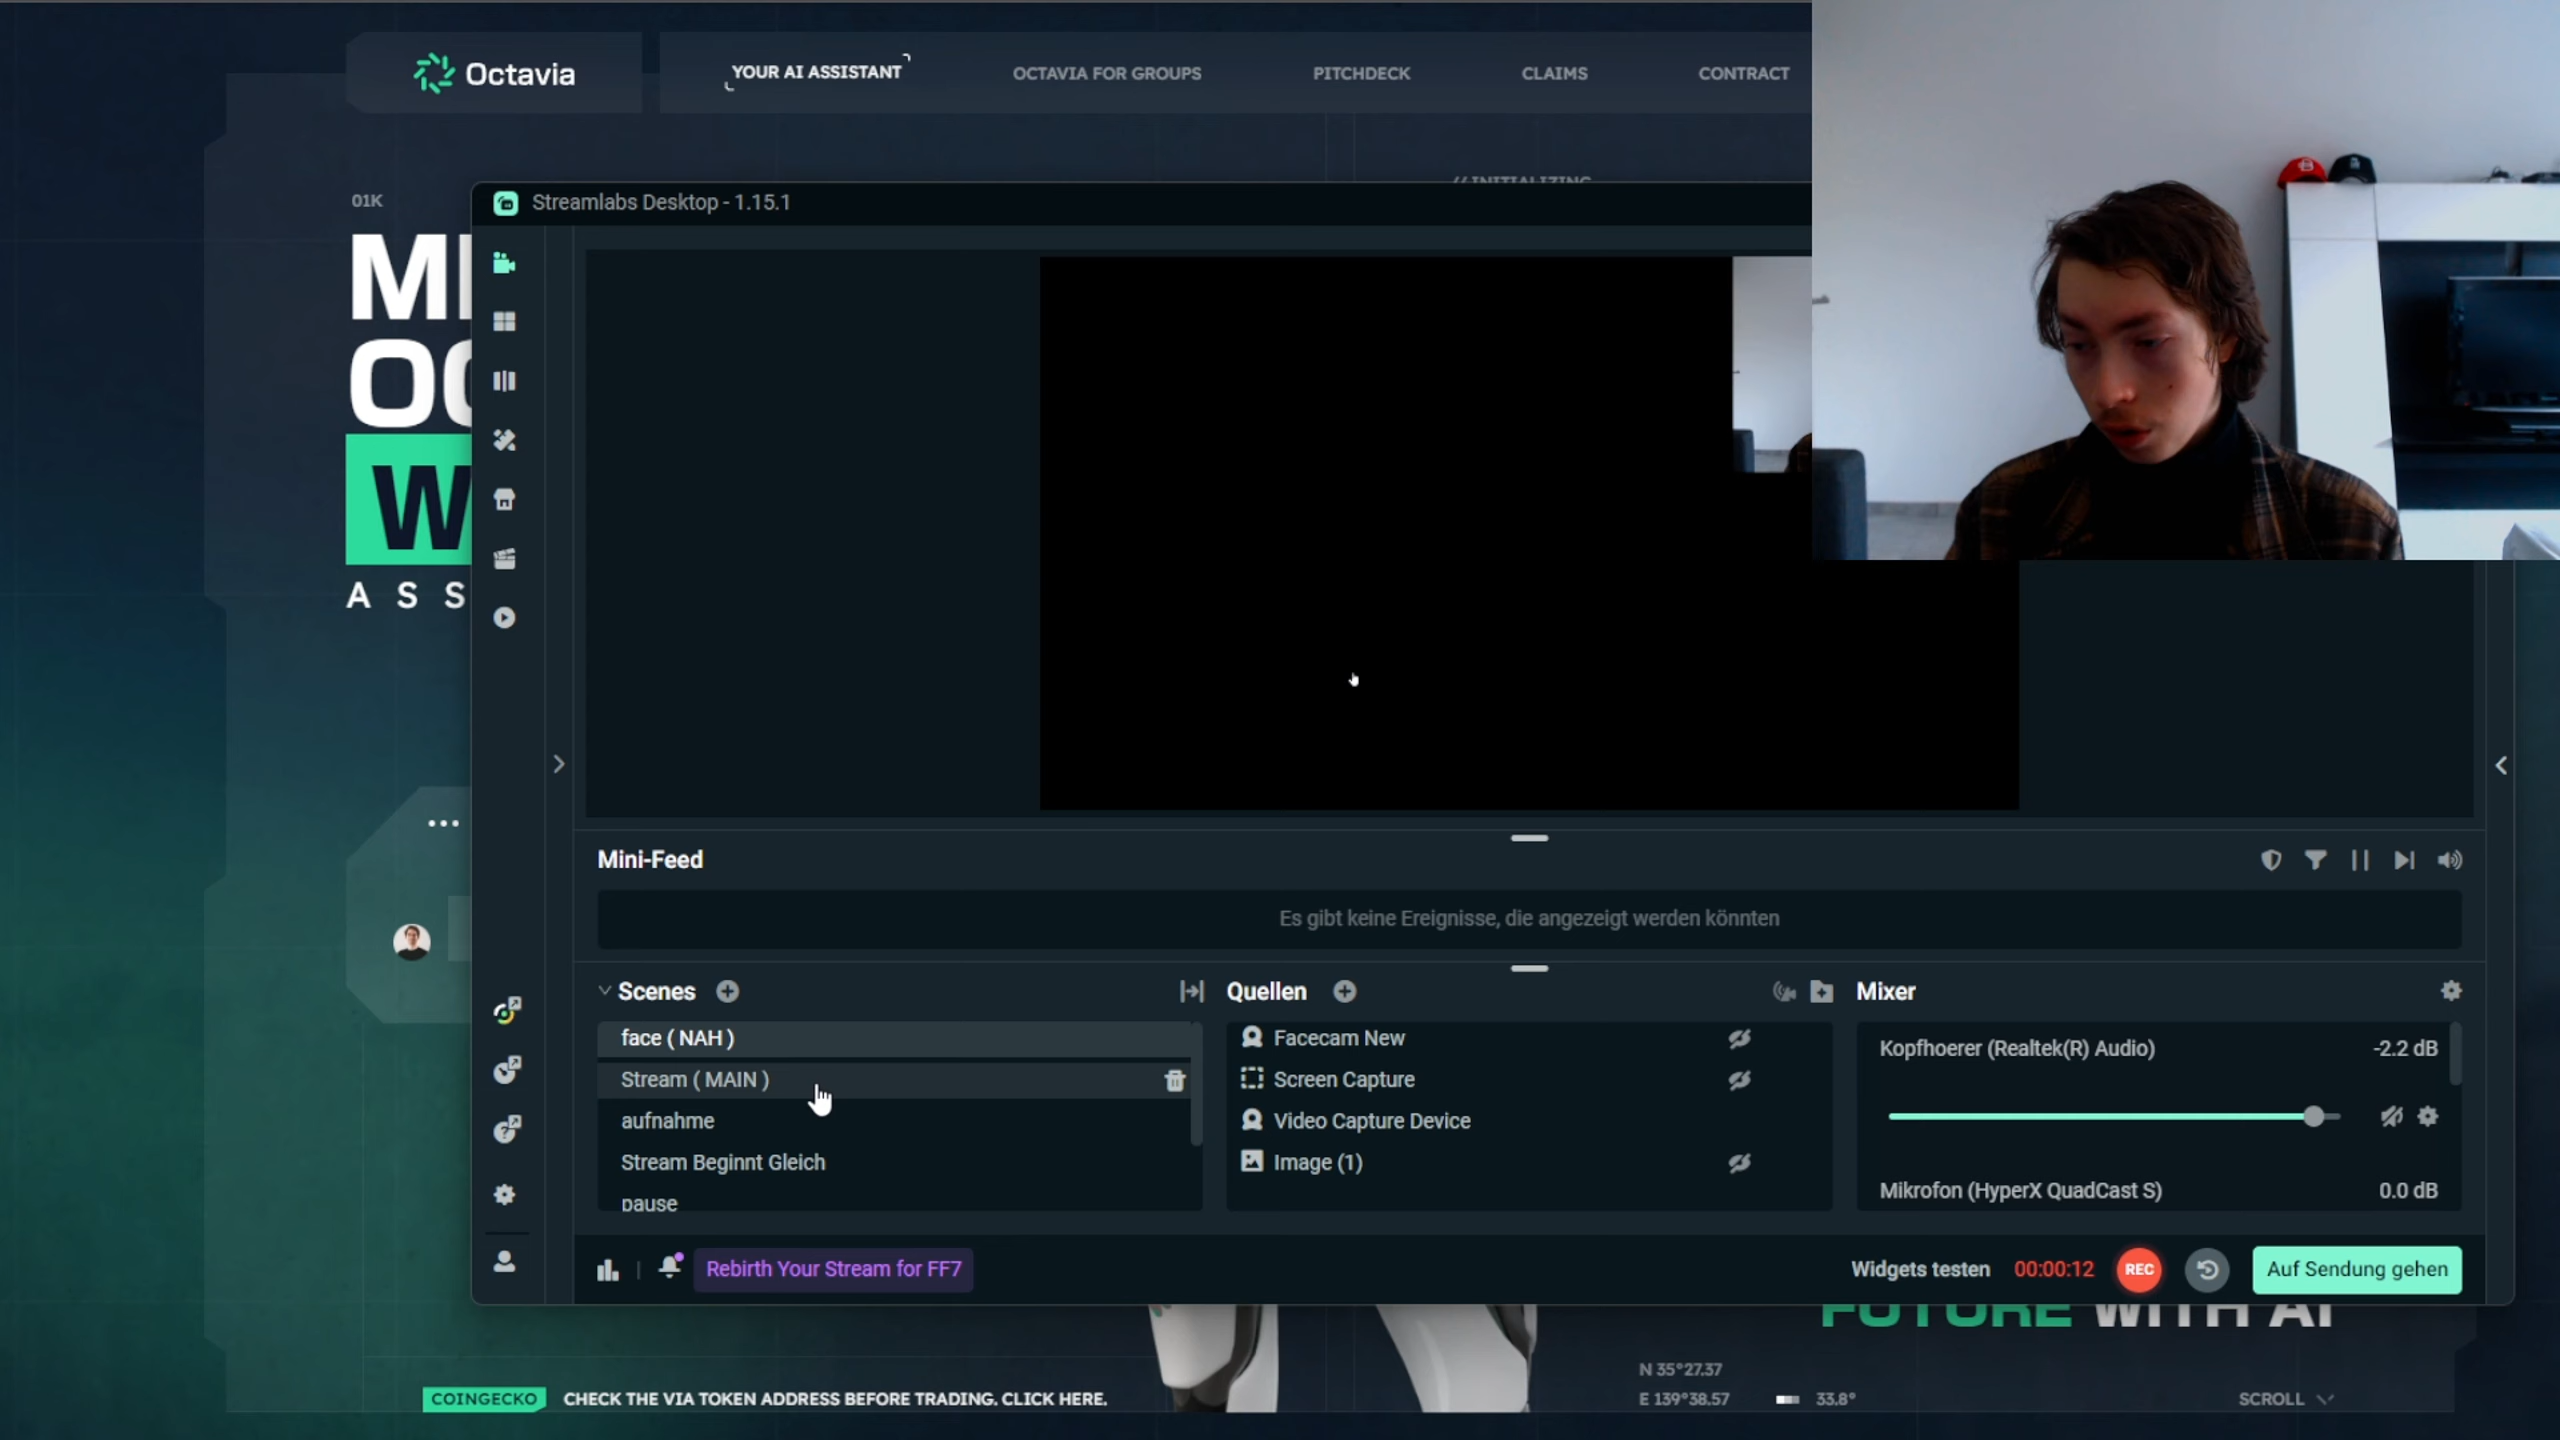 Octavia
YOUR AI ASSISTANT
OCTAVIA FOR GROUPS
PITCHDECK
CLAIMS
CONTRACT
01K
Streamlabs Desktop - 1.15.1
W
A S S
Mini-Feed
Es gibt keine Ereignisse, die angezeigt werden könnten
Scenes
face ( NAH )
Stream ( MAIN )
aufnahme
Stream Beginnt Gleich
pause
Quellen
Facecam New
Screen Capture
Video Capture Device
Image (1)
Mixer
Kopfhoerer (Realtek(R) Audio)
-2.2 dB
Mikrofon (HyperX QuadCast S)
0.0 dB
Rebirth Your Stream for FF7
Widgets testen
00:00:12
REC
Auf Sendung gehen
FUTURE WITH AI
COINGECKO
CHECK THE VIA TOKEN ADDRESS BEFORE TRADING. CLICK HERE.
N 35°27.37
E 139°38.57
33.8°
SCROLL